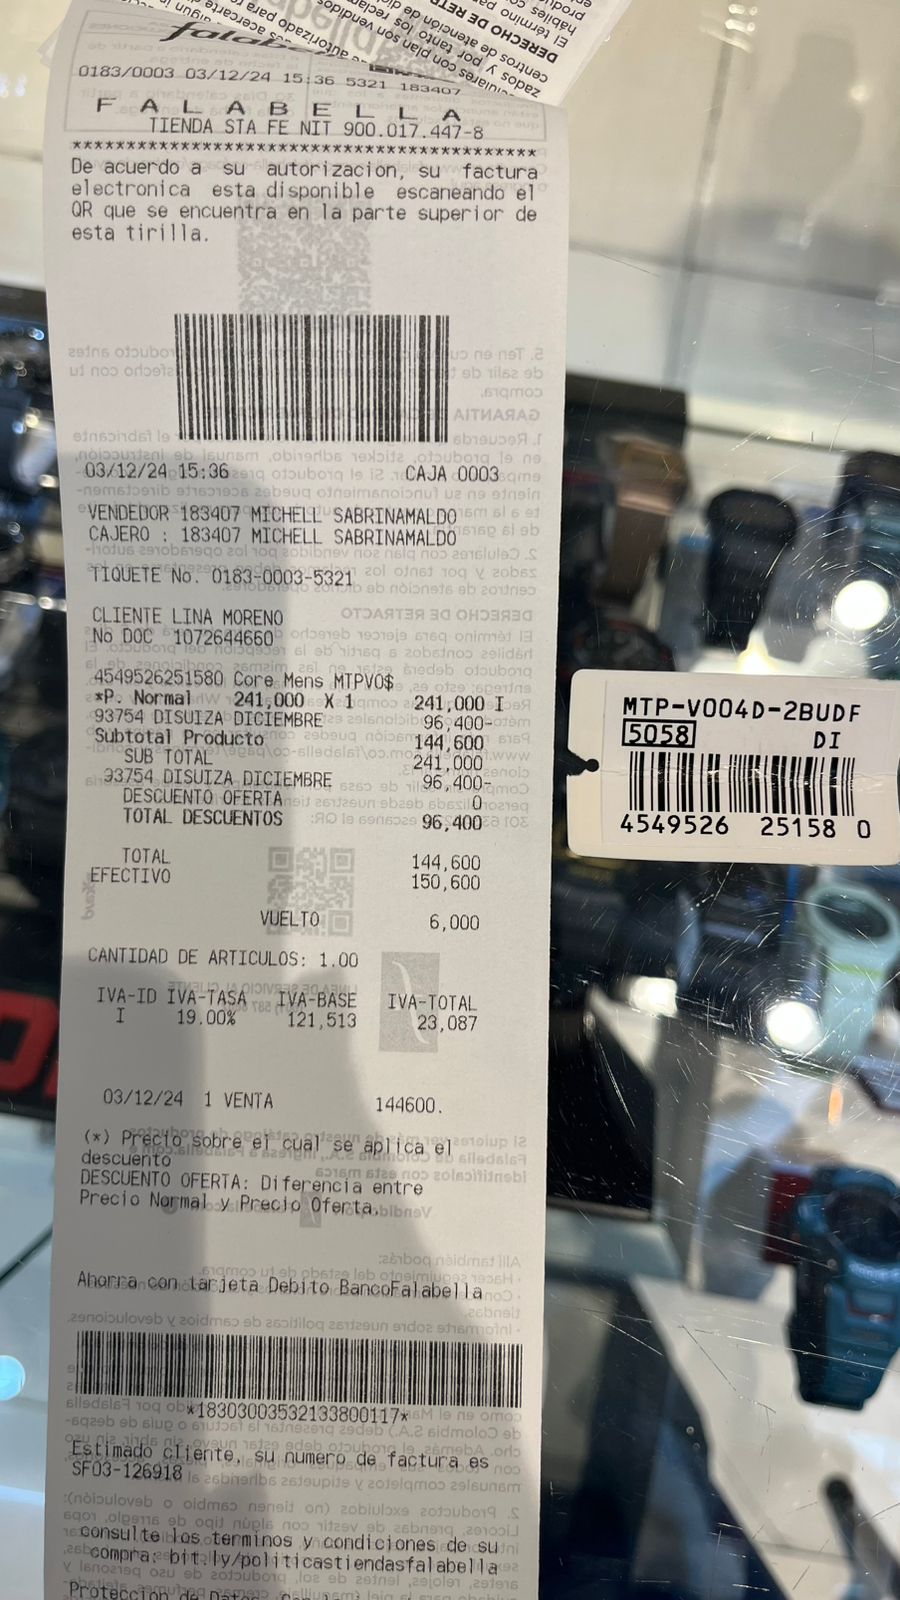 0183/0003 03/12/24 15:36 5321 183407
F A L A B E L L A
TIENDA STA FE NIT 900.017.447-8
*******************************************
De acuerdo a su autorizacion, su factura
electronica esta disponible escaneando el
QR que se encuentra en la parte superior de
esta tirilla.
03/12/24 15:36 CAJA 0003
VENDEDOR 183407 MICHELL SABRINAMALDO
CAJERO : 183407 MICHELL SABRINAMALDO
TIQUETE No. 0183-0003-5321
CLIENTE LINA MORENO
No DOC 1072644660
4549526251580 Core Mens MTPV0$
*P. Normal 241,000 X 1 241,000 I
93754 DISUIZA DICIEMBRE 96,400-
Subtotal Producto 144,600
SUB TOTAL 241,000
93754 DISUIZA DICIEMBRE 96,400-
DESCUENTO OFERTA 0
TOTAL DESCUENTOS 96,400
TOTAL 144,600
EFECTIVO 150,600
VUELTO 6,000
CANTIDAD DE ARTICULOS: 1.00
IVA-ID IVA-TASA IVA-BASE IVA-TOTAL
I 19.00% 121,513 23,087
03/12/24 1 VENTA 144600.
(*) Precio sobre el cual se aplica el
descuento
DESCUENTO OFERTA: Diferencia entre
Precio Normal y Precio Oferta.
Ahorra con tarjeta Debito BancoFalabella
*18303003532133800117*
Estimado cliente, su numero de factura es
SF03-126918
consulte los terminos y condiciones de su
compra: bit.ly/politicastiendasfalabella
MTP-V004D-2BUDF
5058 DI
4549526 25158 0